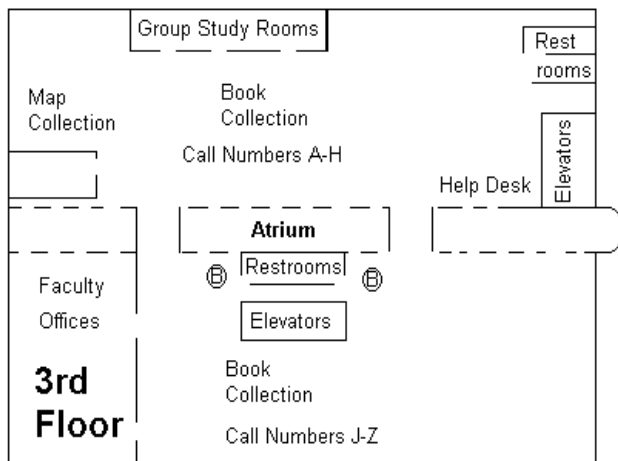 Group Study Rooms
Rest
rooms
Map
Collection
Book
Collection
Call Numbers A-H
Elevators
Help Desk
Atrium
Restrooms
B
B
Faculty
Offices
Elevators
3rd
Floor
Book
Collection
Call Numbers J-Z